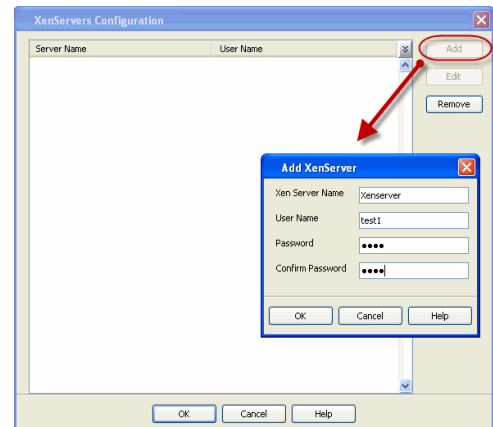 XenServers Configuration
Server Name User Name
Add
Edit
Remove
Add XenServer
Xen Server Name Xenserver
User Name test1
Password ••••
Confirm Password ••••
OK Cancel Help
OK Cancel Help